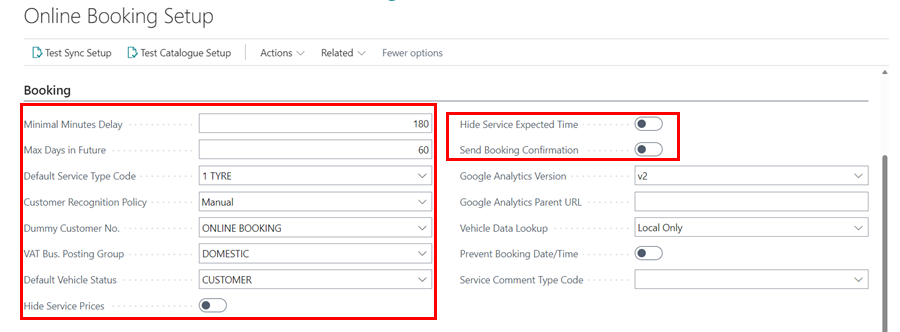 Online Booking Setup
Test Sync Setup Test Catalogue Setup Actions Related Fewer options
Booking
Minimal Minutes Delay 180
Max Days in Future 60
Default Service Type Code 1 TYRE
Customer Recognition Policy Manual
Dummy Customer No. ONLINE BOOKING
VAT Bus. Posting Group DOMESTIC
Default Vehicle Status CUSTOMER
Hide Service Prices
Hide Service Expected Time
Send Booking Confirmation
Google Analytics Version v2
Google Analytics Parent URL
Vehicle Data Lookup Local Only
Prevent Booking Date/Time
Service Comment Type Code